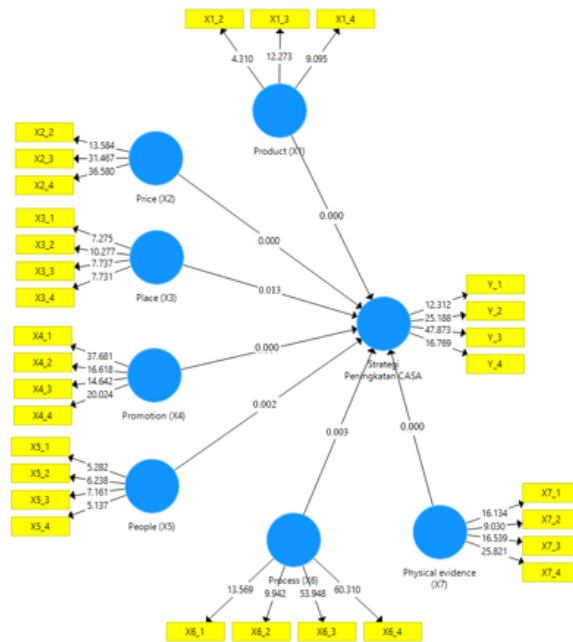 X1_2
X1_3
X1_4
4.310
12.273
9.095
Product (X1)
X2_2
X2_3
X2_4
13.584
31.467
36.580
Price (X2)
0.000
0.000
X3_1
X3_2
X3_3
X3_4
7.275
10.277
7.737
7.731
Place (X3)
0.013
Y_1
Y_2
Y_3
Y_4
12.312
25.188
47.873
16.769
Strategi
Peningkatan CASA
X4_1
X4_2
X4_3
X4_4
37.681
16.618
14.642
20.024
Promotion (X4)
0.000
X5_1
X5_2
X5_3
X5_4
5.282
6.238
7.161
5.137
People (X5)
0.002
0.003
0.000
Process (X6)
13.569
9.942
53.948
60.310
X6_1
X6_2
X6_3
X6_4
Physical evidence
(X7)
16.134
9.030
16.539
25.821
X7_1
X7_2
X7_3
X7_4